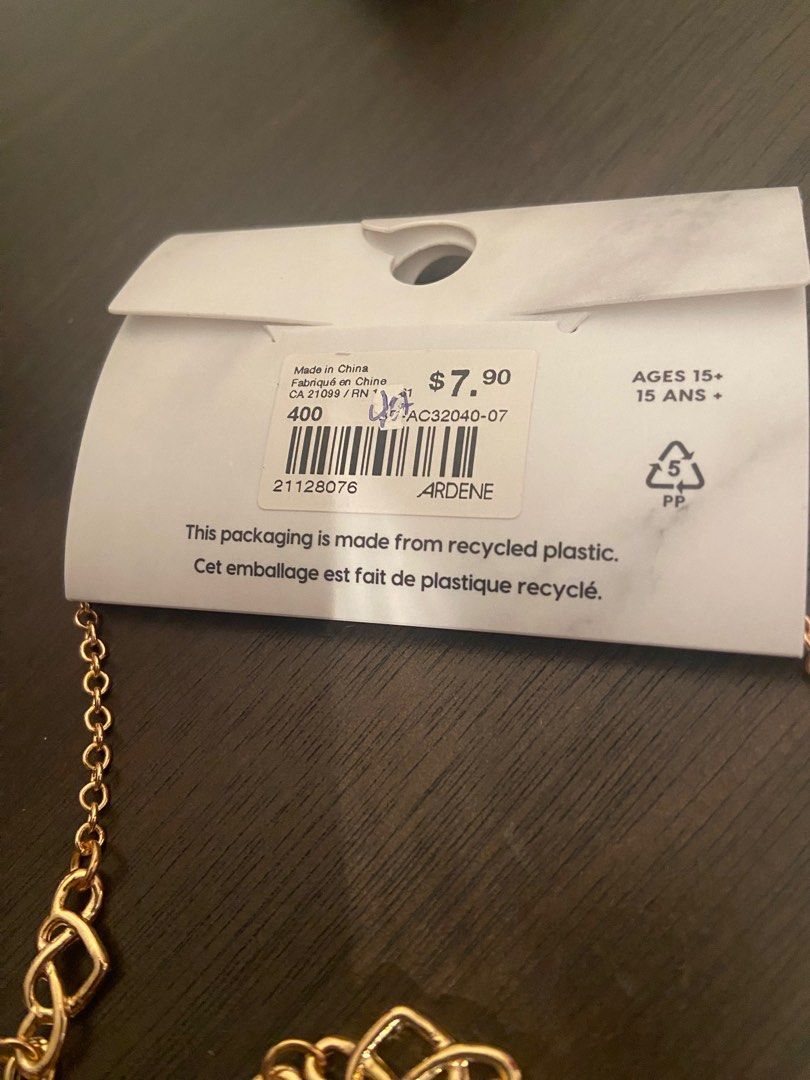 Made in China
Fabriqué en Chine
CA 21099 / RN
$7.90
400
AC32040-07
21128076
ARDENE
AGES 15+
15 ANS +
5
PP
This packaging is made from recycled plastic.
Cet emballage est fait de plastique recyclé.